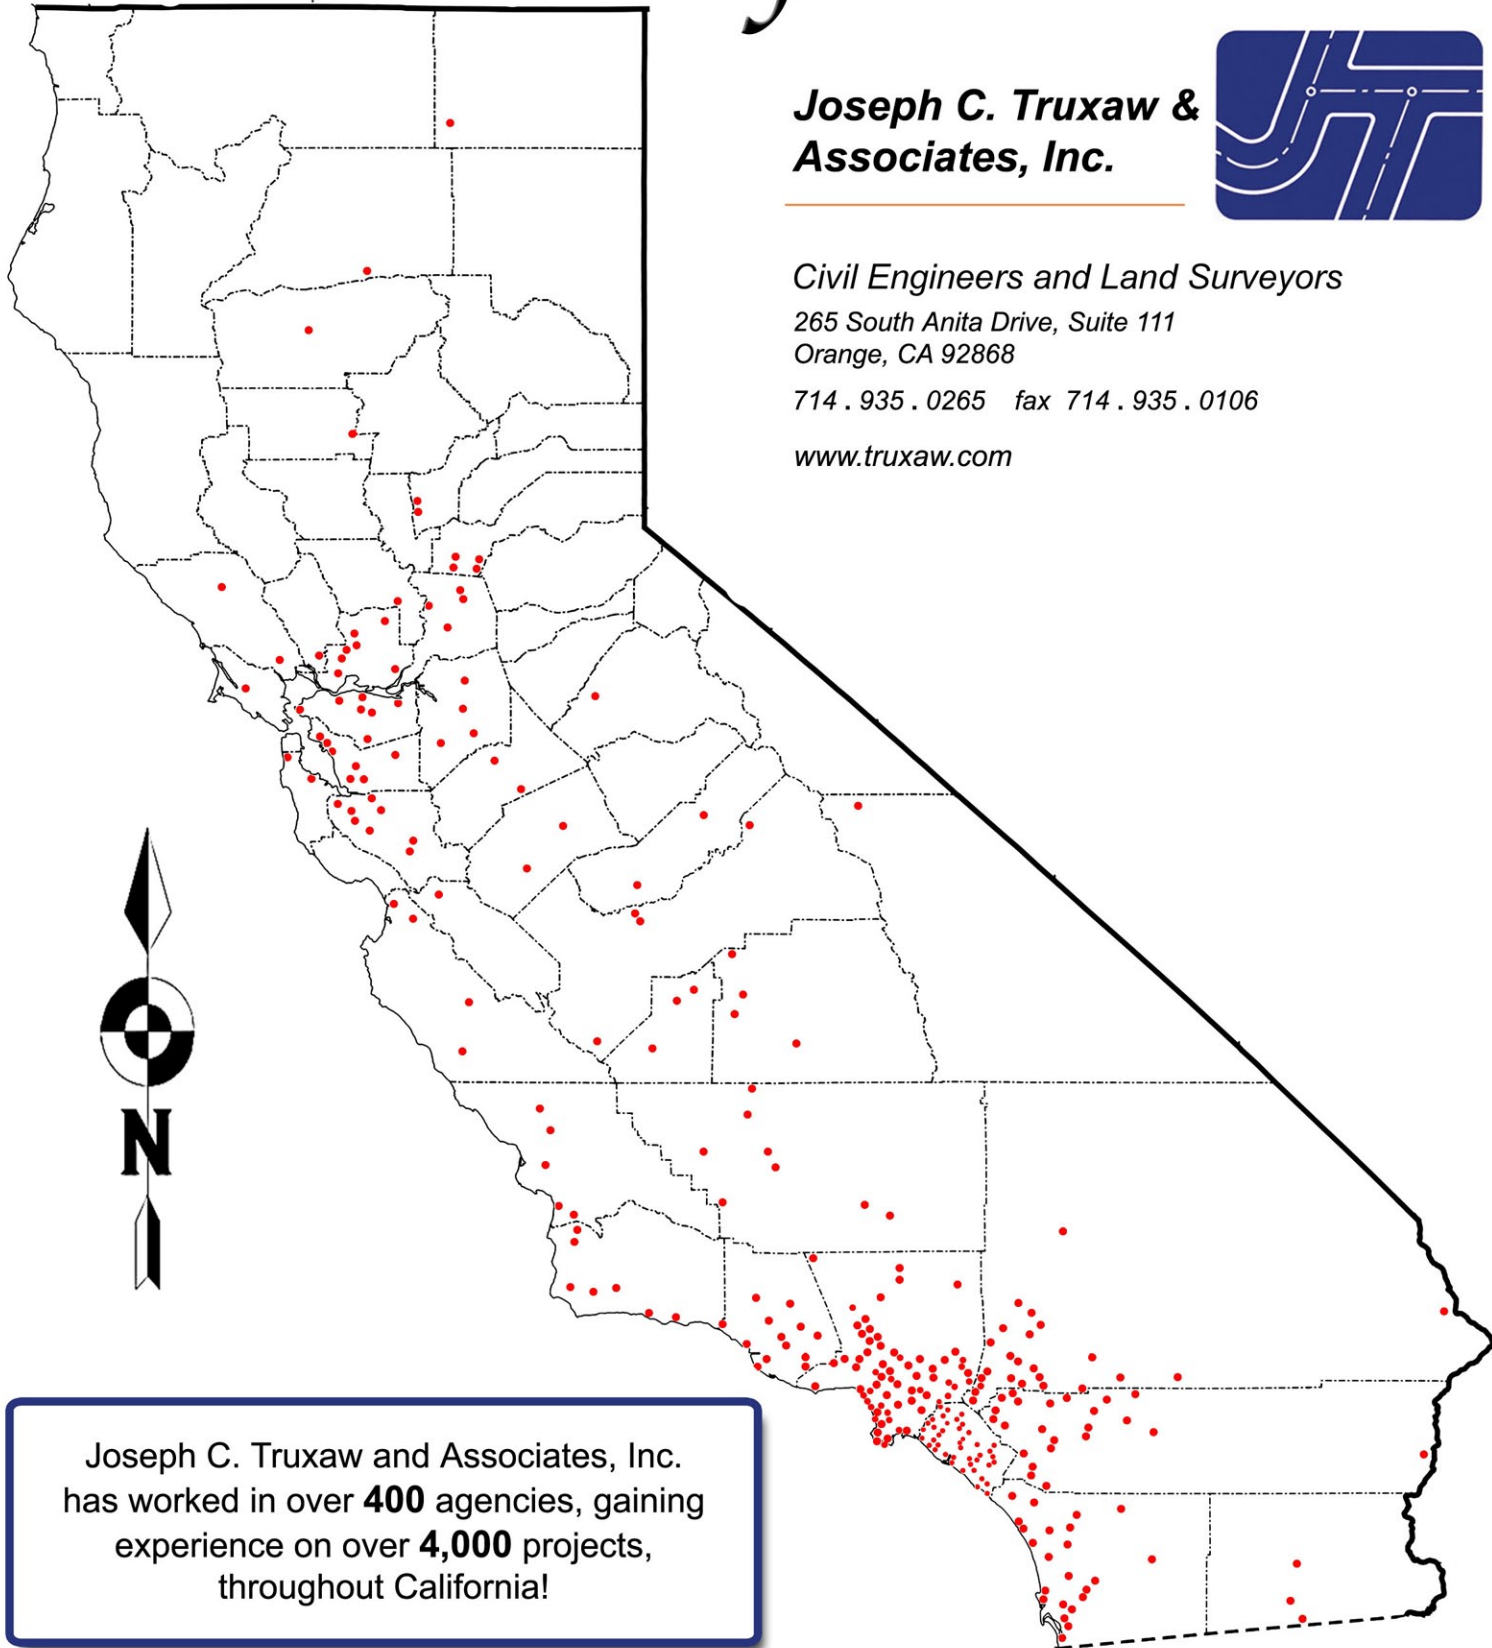 Joseph C. Truxaw &
Associates, Inc.
Civil Engineers and Land Surveyors
265 South Anita Drive, Suite 111
Orange, CA 92868
714 . 935 . 0265 fax 714 . 935 . 0106
www.truxaw.com
N
Joseph C. Truxaw and Associates, Inc.
has worked in over 400 agencies, gaining
experience on over 4,000 projects,
throughout California!